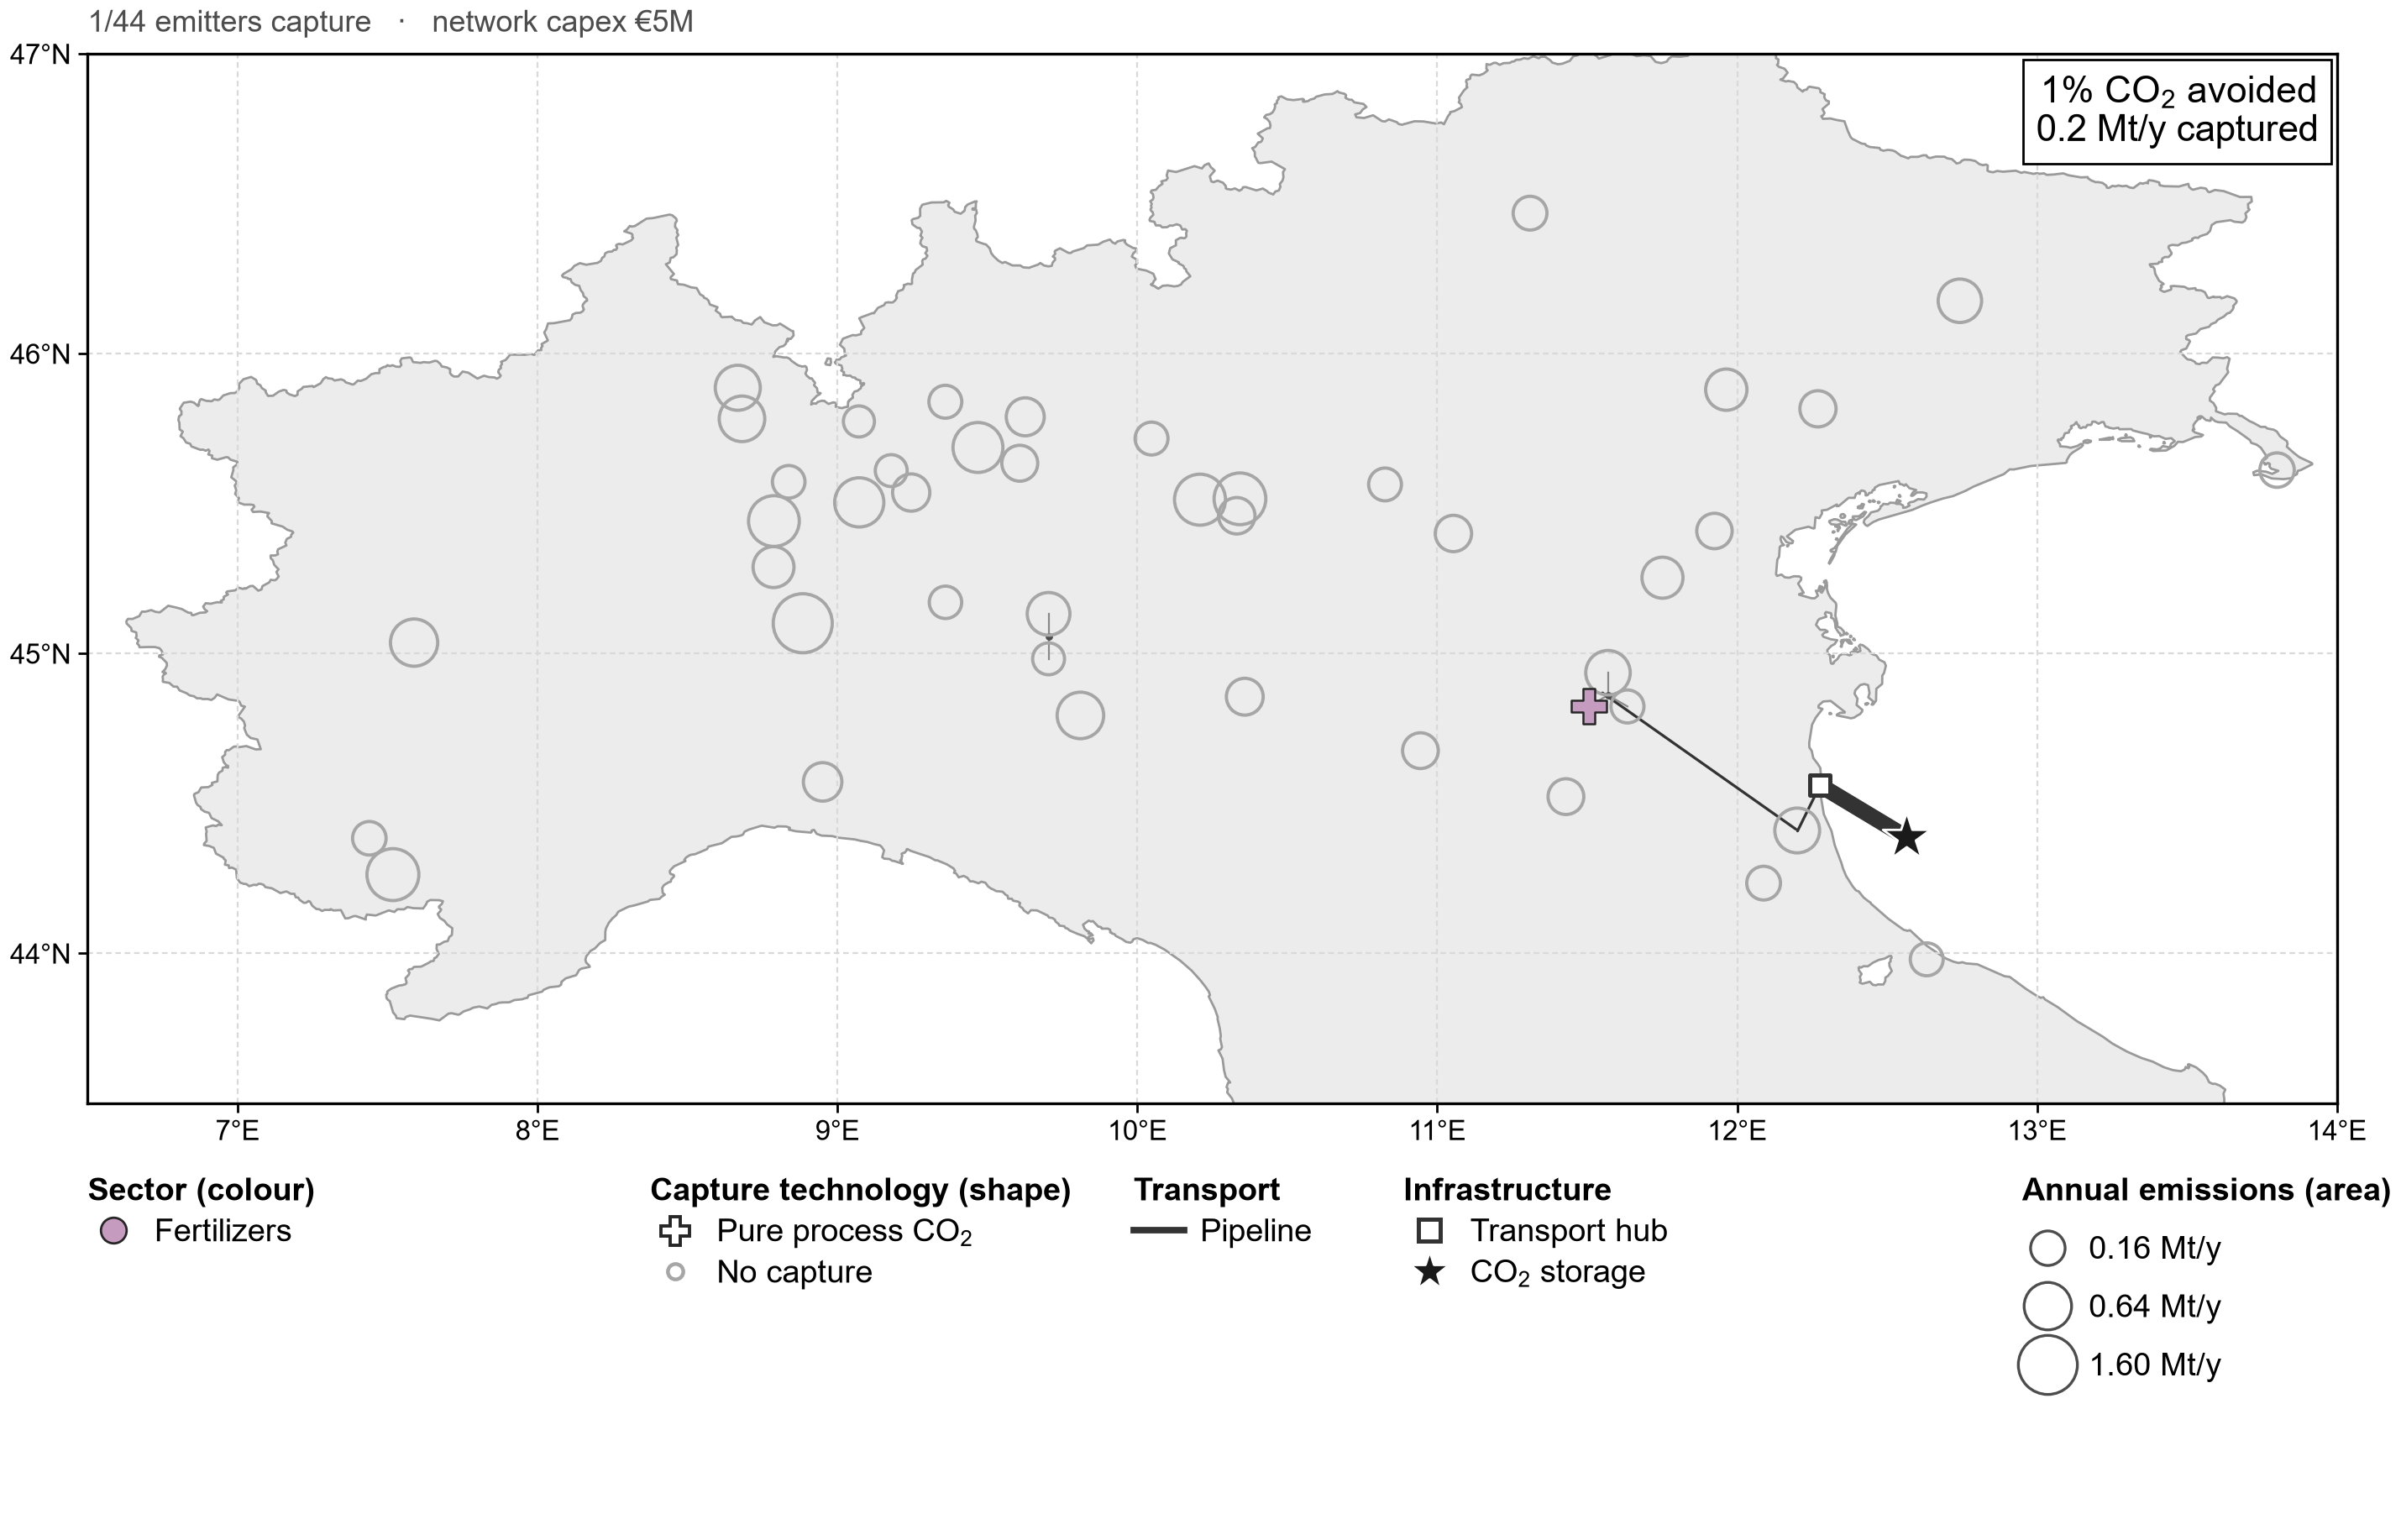 1/44 emitters capture · network capex €5M
47°N
1% CO₂ avoided
0.2 Mt/y captured
46°N
45°N
44°N
7°E 8°E 9°E 10°E 11°E 12°E 13°E 14°E
Sector (colour)
Fertilizers
Capture technology (shape)
Pure process CO₂
No capture
Transport
Pipeline
Infrastructure
Transport hub
CO₂ storage
Annual emissions (area)
0.16 Mt/y
0.64 Mt/y
1.60 Mt/y